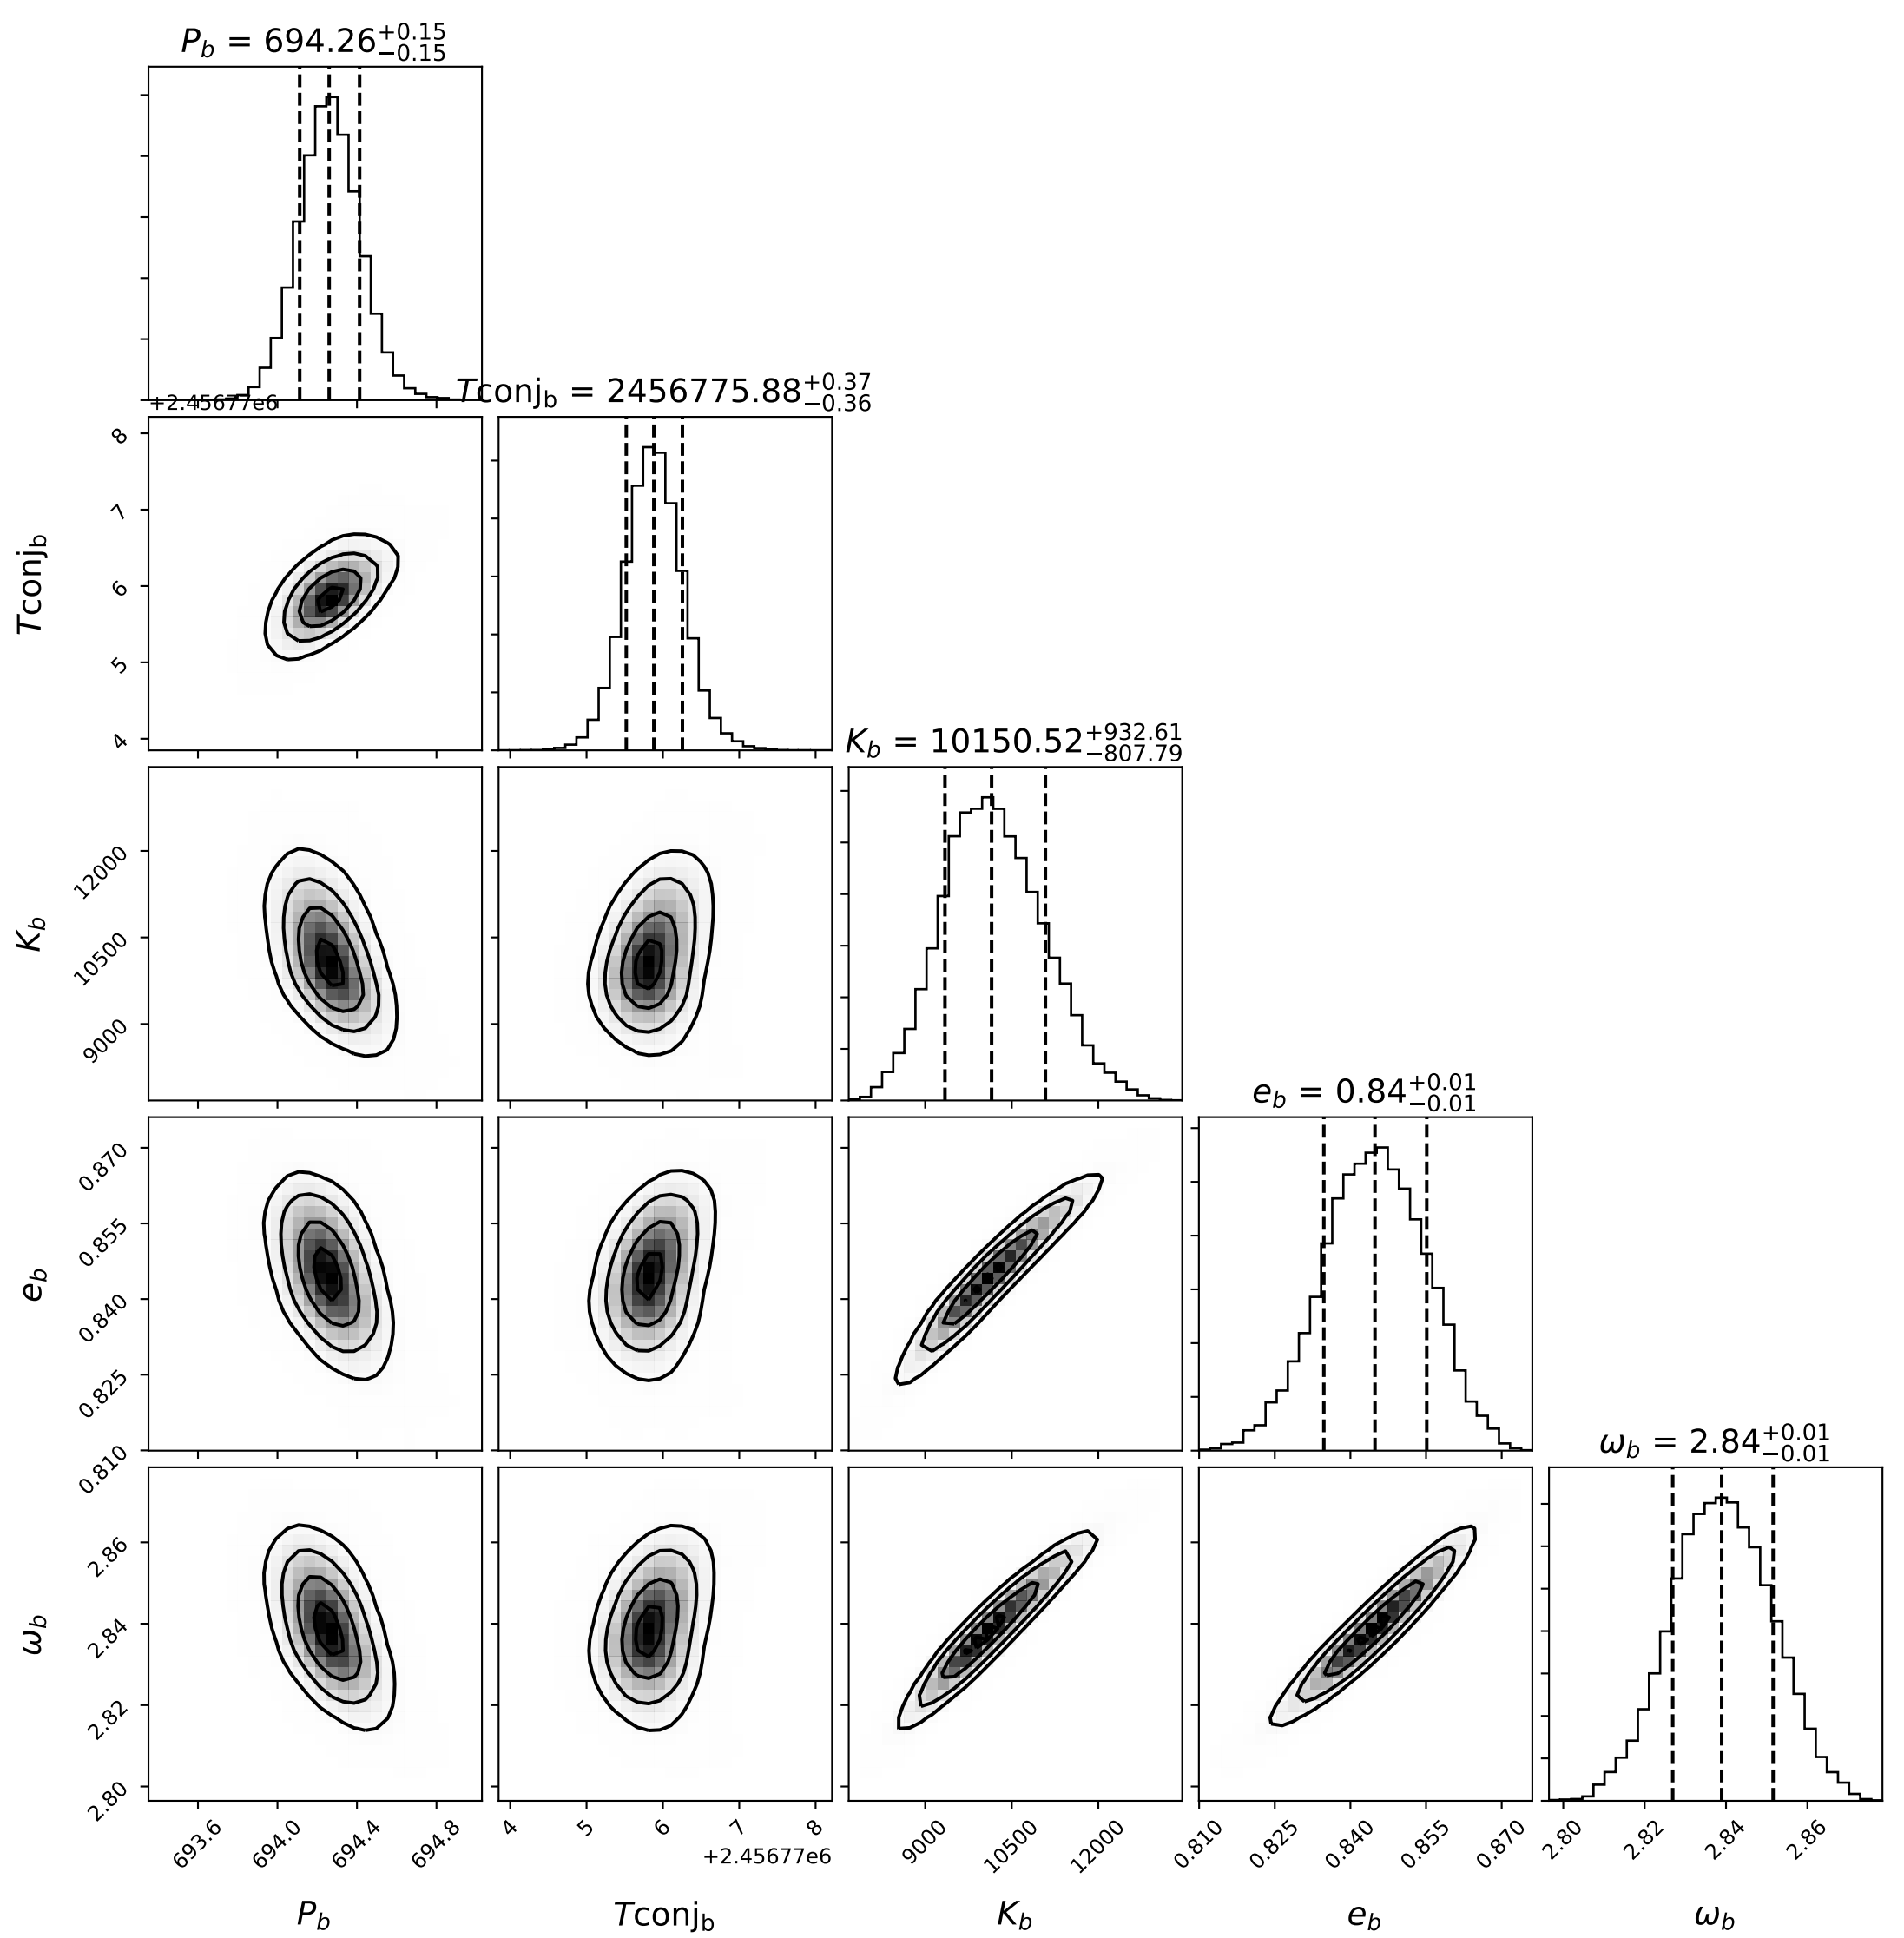 P_b = 694.26^{+0.15}_{−0.15}
+2.45677e6
Tconj_b = 2456775.88^{+0.37}_{−0.36}
8
7
6
5
4
Tconj_b
K_b = 10150.52^{+932.61}_{−807.79}
12000
10500
9000
K_b
e_b = 0.84^{+0.01}_{−0.01}
0.870
0.855
0.840
0.825
0.810
e_b
ω_b = 2.84^{+0.01}_{−0.01}
2.86
2.84
2.82
2.80
ω_b
693.6 694.0 694.4 694.8 4 5 6 7 8 9000 10500 12000 0.810 0.825 0.840 0.855 0.870 2.80 2.82 2.84 2.86
+2.45677e6
P_b Tconj_b K_b e_b ω_b